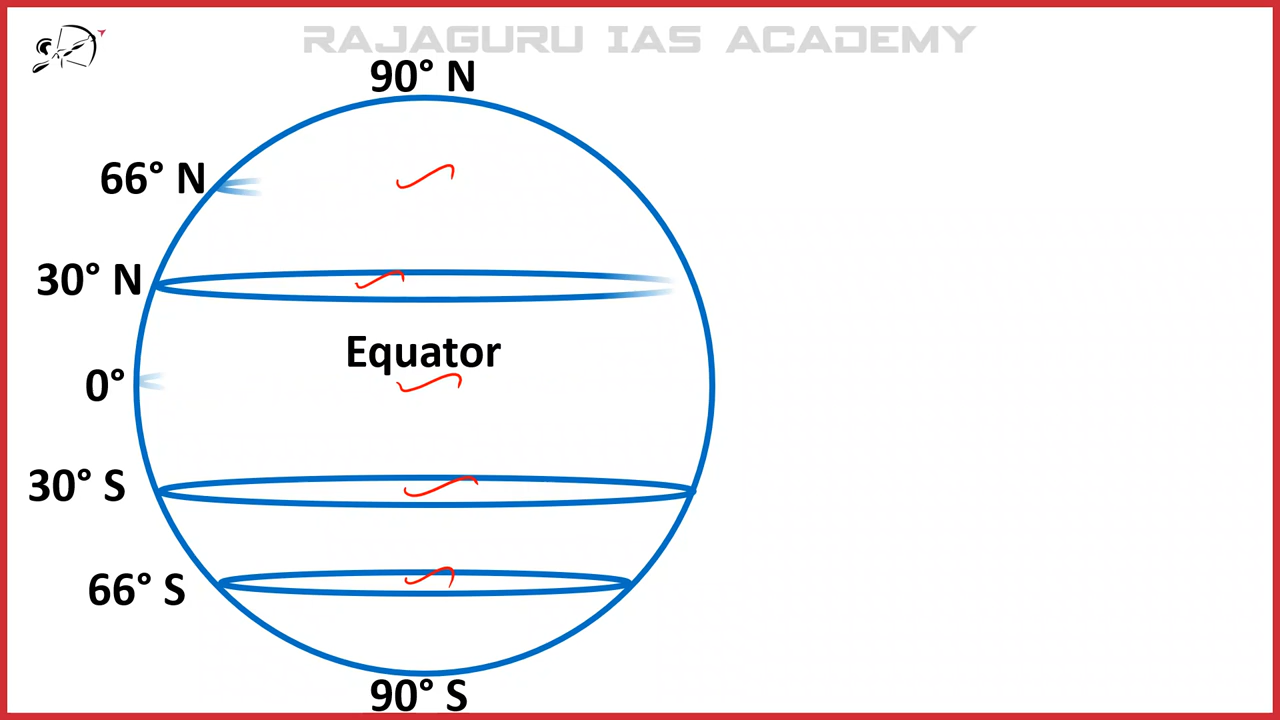 RAJAGURU IAS ACADEMY
90° N
66° N
30° N
Equator
0°
30° S
66° S
90° S